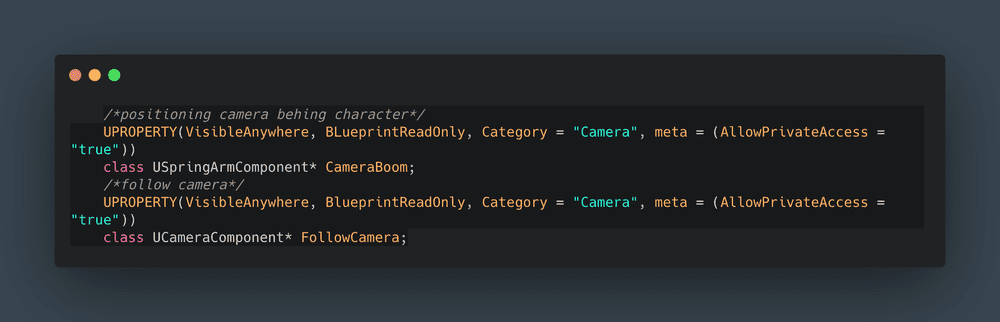 /*positioning camera behing character*/
UPROPERTY(VisibleAnywhere, BLueprintReadOnly, Category = "Camera", meta = (AllowPrivateAccess =
"true"))
class USpringArmComponent* CameraBoom;
/*follow camera*/
UPROPERTY(VisibleAnywhere, BlueprintReadOnly, Category = "Camera", meta = (AllowPrivateAccess =
"true"))
class UCameraComponent* FollowCamera;